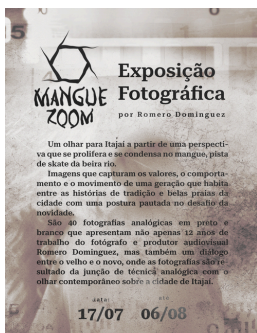 MANGUE
ZOOM
Exposição
Fotográfica
por Romero Dominguez
Um olhar para Itajaí a partir de uma perspecti-
va que se prolifera e se condensa no mangue, pista
de skate da beira rio.
Imagens que capturam os valores, o comporta-
mento e o movimento de uma geração que habita
entre as histórias de tradição e belas praias da
cidade com uma postura pautada no desafio da
novidade.
São 40 fotografias analógicas em preto e
branco que apresentam não apenas 12 anos de
trabalho do fotógrafo e produtor audiovisual
Romero Dominguez, mas também um diálogo
entre o velho e o novo, onde as fotografias são re-
sultado da junção de técnica analógica com o
olhar contemporâneo sobre a cidade de Itajaí.
17/07 06/08